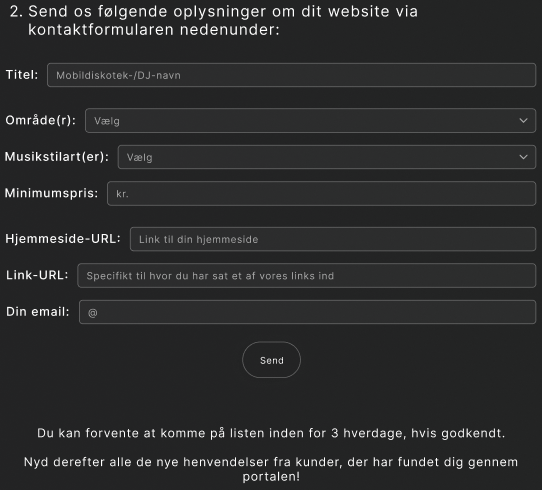 2. Send os følgende oplysninger om dit website via
kontaktformularen nedenunder:
Titel: Mobildiskotek-/DJ-navn
Område(r): Vælg
Musikstilart(er): Vælg
Minimumspris: kr.
Hjemmeside-URL: Link til din hjemmeside
Link-URL: Specifikt til hvor du har sat et af vores links ind
Din email: @
Send
Du kan forvente at komme på listen inden for 3 hverdage, hvis godkendt.
Nyd derefter alle de nye henvendelser fra kunder, der har fundet dig gennem
portalen!